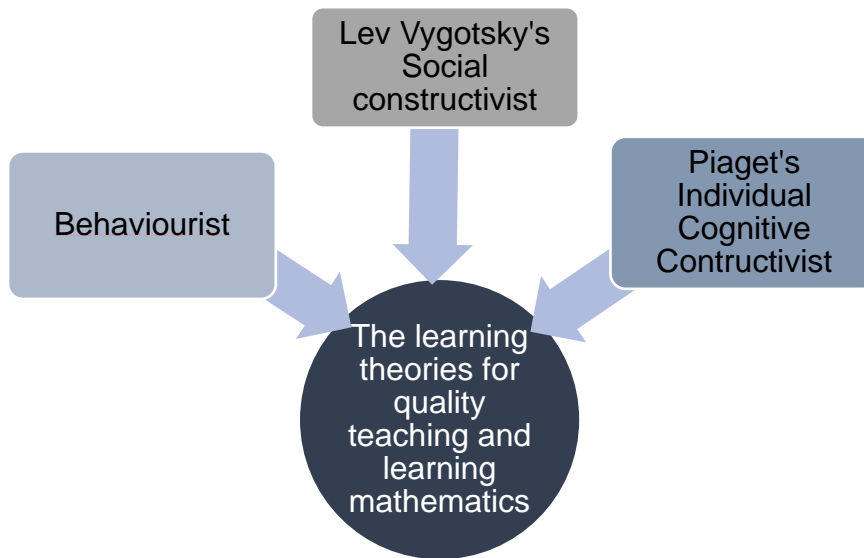 Lev Vygotsky's
Social
constructivist
Behaviourist
Piaget's
Individual
Cognitive
Contructivist
The learning
theories for
quality
teaching and
learning
mathematics